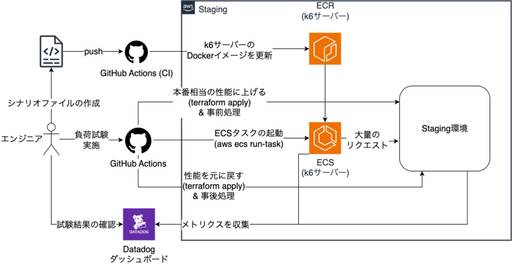 aws
Staging
ECR
(k6サーバー)
push
k6サーバーの
Dockerイメージを更新
GitHub Actions (CI)
シナリオファイルの作成
本番相当の性能に上げる
(terraform apply)
& 事前処理
エンジニア
負荷試験
実施
ECSタスクの起動
(aws ecs run-task)
大量の
リクエスト
Staging環境
GitHub Actions
ECS
(k6サーバー)
性能を元に戻す
(terraform apply)
& 事後処理
試験結果の確認
DATADOG
メトリクスを収集
Datadog
ダッシュボード